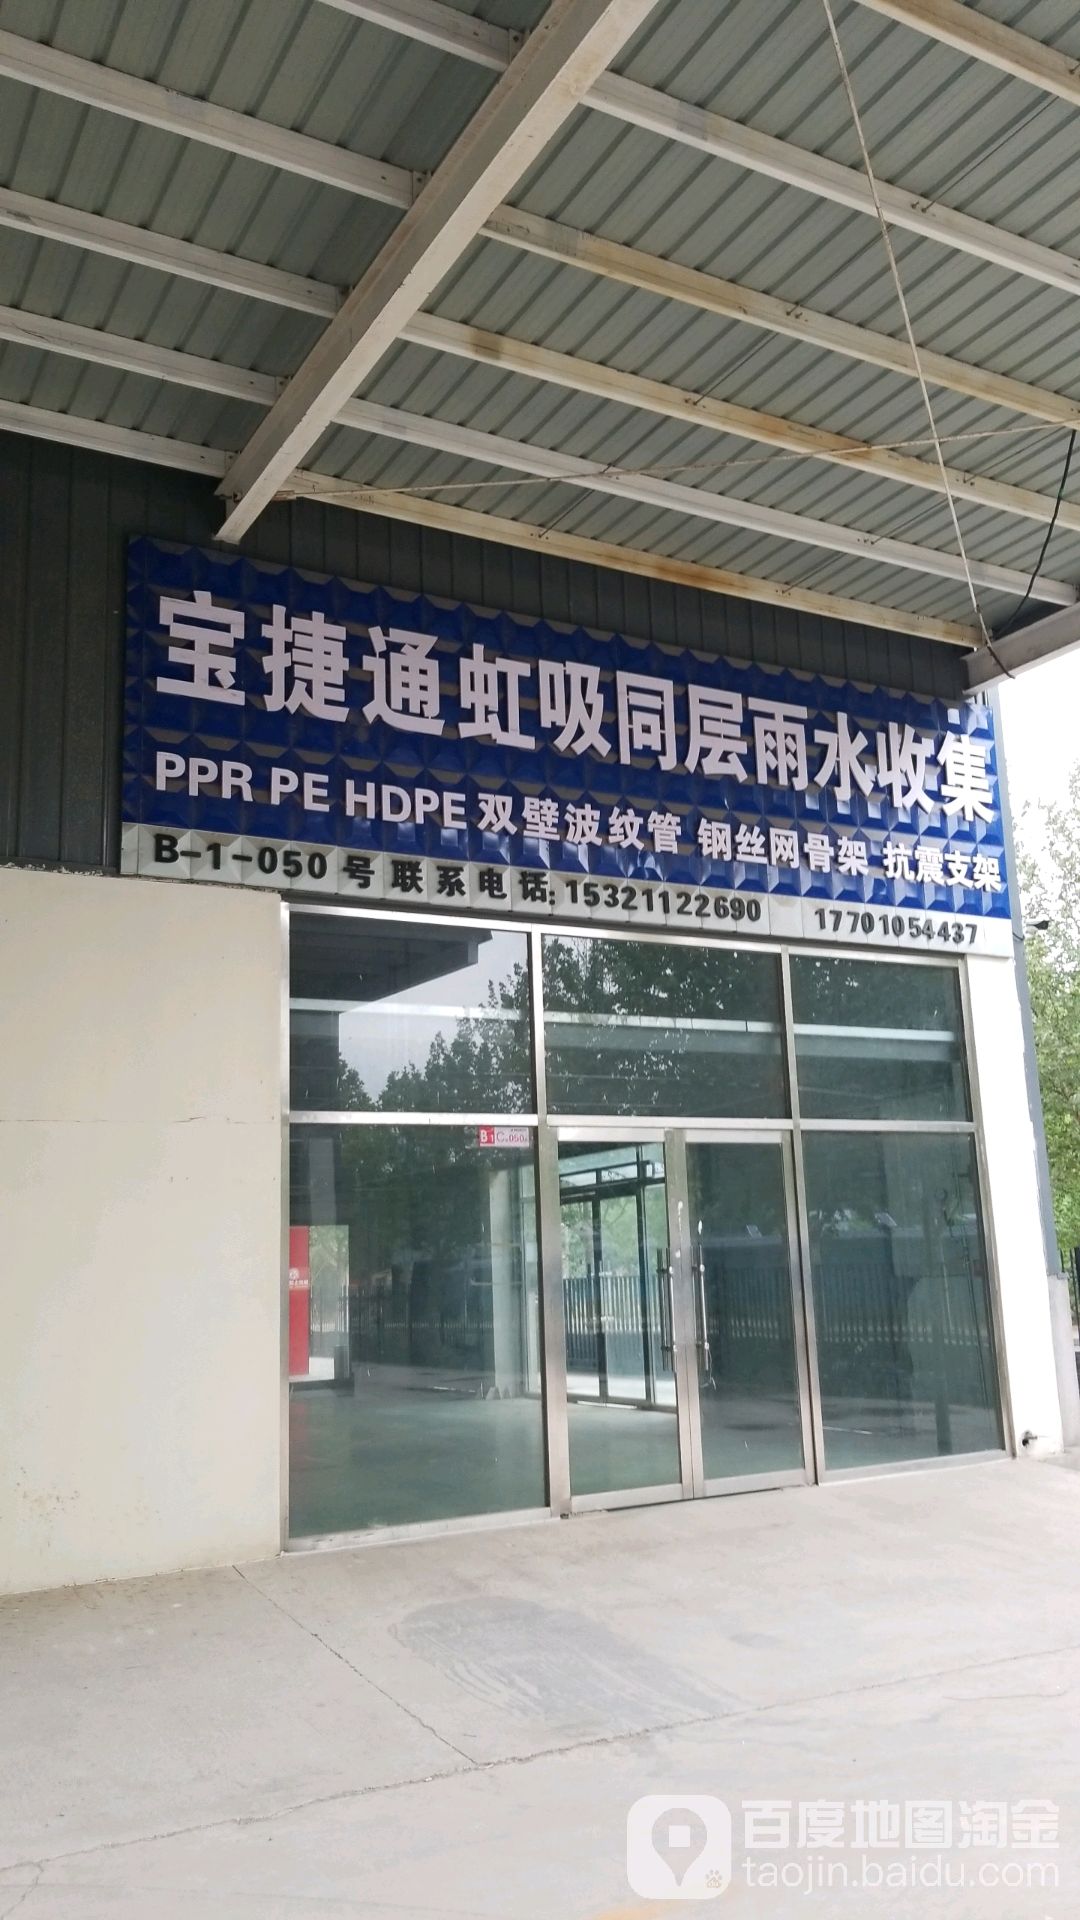 宝捷通虹吸同层雨水收集
PPR PE HDPE 双壁波纹管 钢丝网骨架 抗震支架
B-1-050 号联系电话:15321122690 17701054437
B-1 C 050
百度地图淘金
taojin.baidu.com